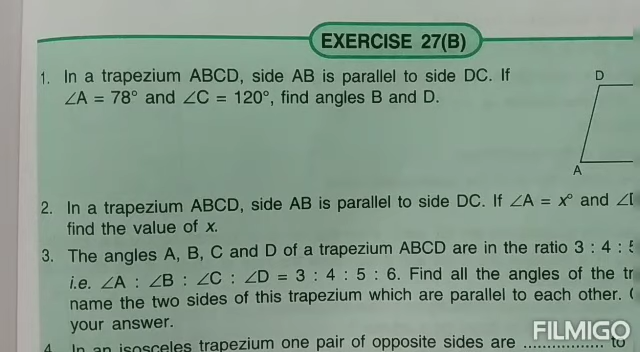 EXERCISE 27(B)
1. In a trapezium ABCD, side AB is parallel to side DC. If
∠A = 78° and ∠C = 120°, find angles B and D.
D
A
2. In a trapezium ABCD, side AB is parallel to side DC. If ∠A = x° and
find the value of x.
3. The angles A, B, C and D of a trapezium ABCD are in the ratio 3 : 4 :
i.e. ∠A : ∠B : ∠C : ∠D = 3 : 4 : 5 : 6. Find all the angles of the
name the two sides of this trapezium which are parallel to each other.
your answer.
4. In an isosceles trapezium one pair of opposite sides are ................ to
FILMIGO